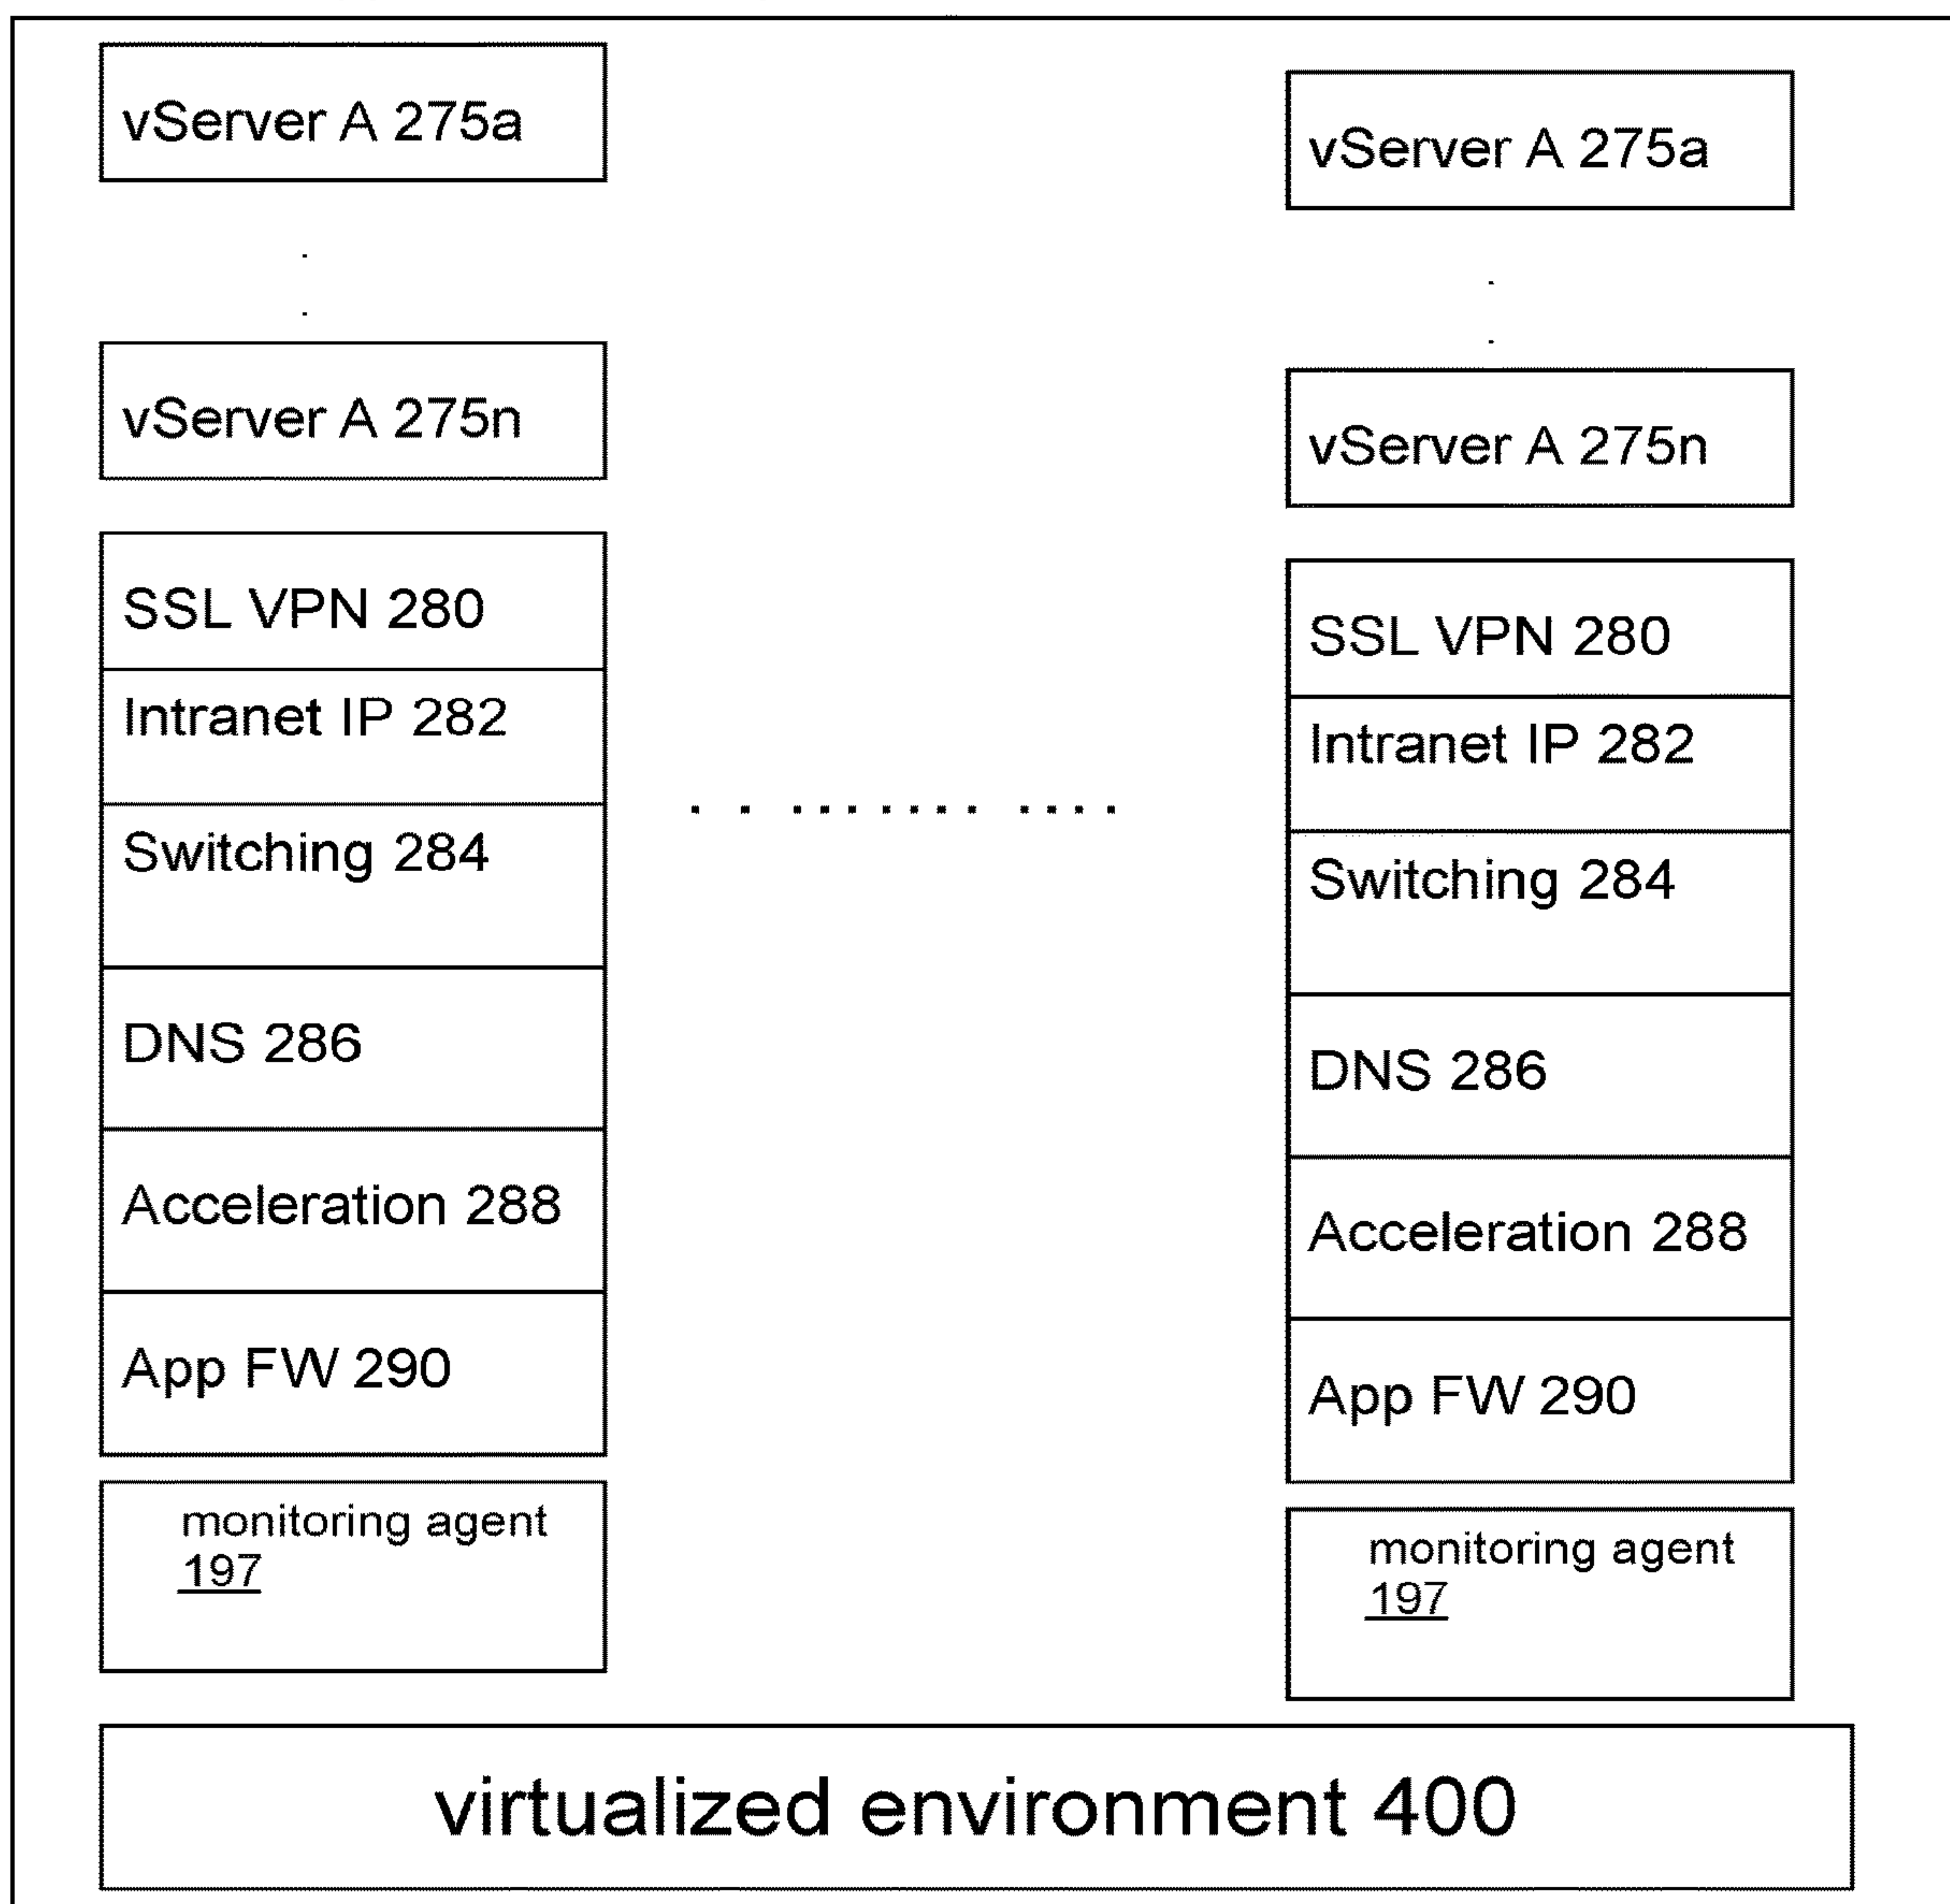 vServer A 275a
vServer A 275n
SSL VPN 280
Intranet IP 282
Switching 284
DNS 286
Acceleration 288
App FW 290
monitoring agent
197
vServer A 275a
vServer A 275n
SSL VPN 280
Intranet IP 282
Switching 284
DNS 286
Acceleration 288
App FW 290
monitoring agent
197
virtualized environment 400